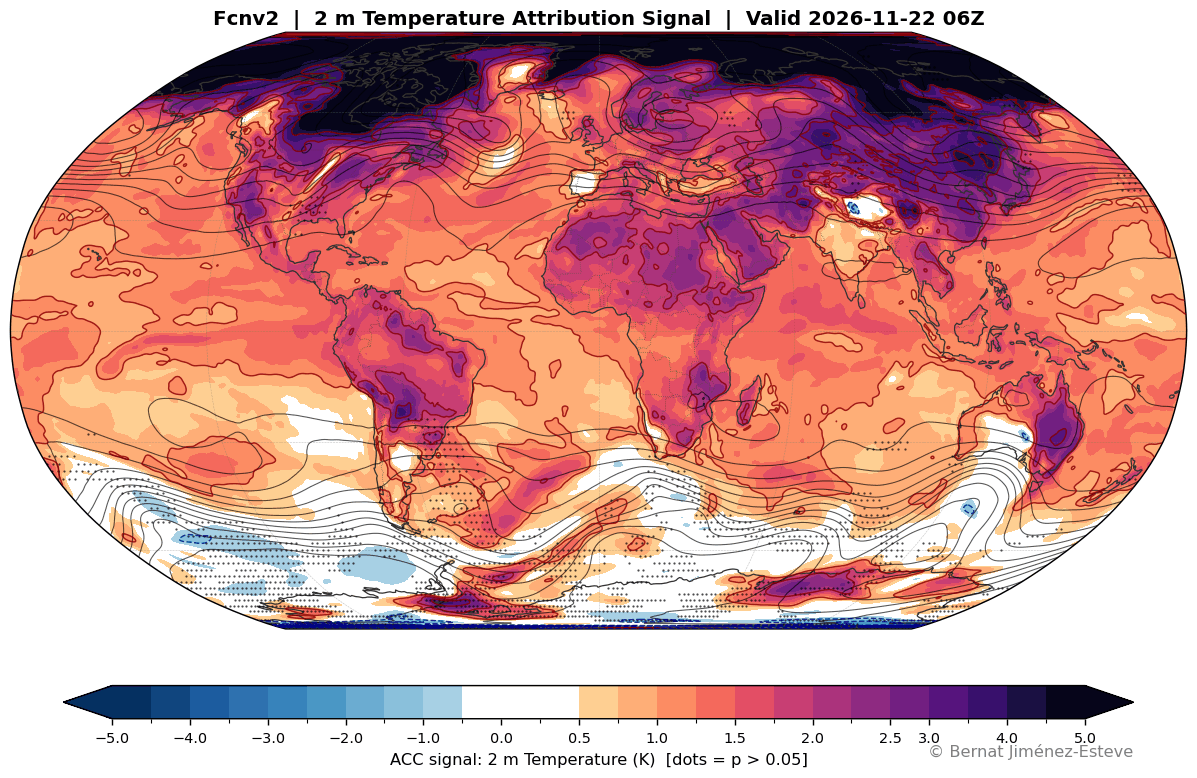 Fcnv2 | 2 m Temperature Attribution Signal | Valid 2026-11-22 06Z
−5.0 −4.0 −3.0 −2.0 −1.0 0.0 0.5 1.0 1.5 2.0 2.5 3.0 4.0 5.0
© Bernat Jiménez-Esteve
ACC signal: 2 m Temperature (K) [dots = p > 0.05]